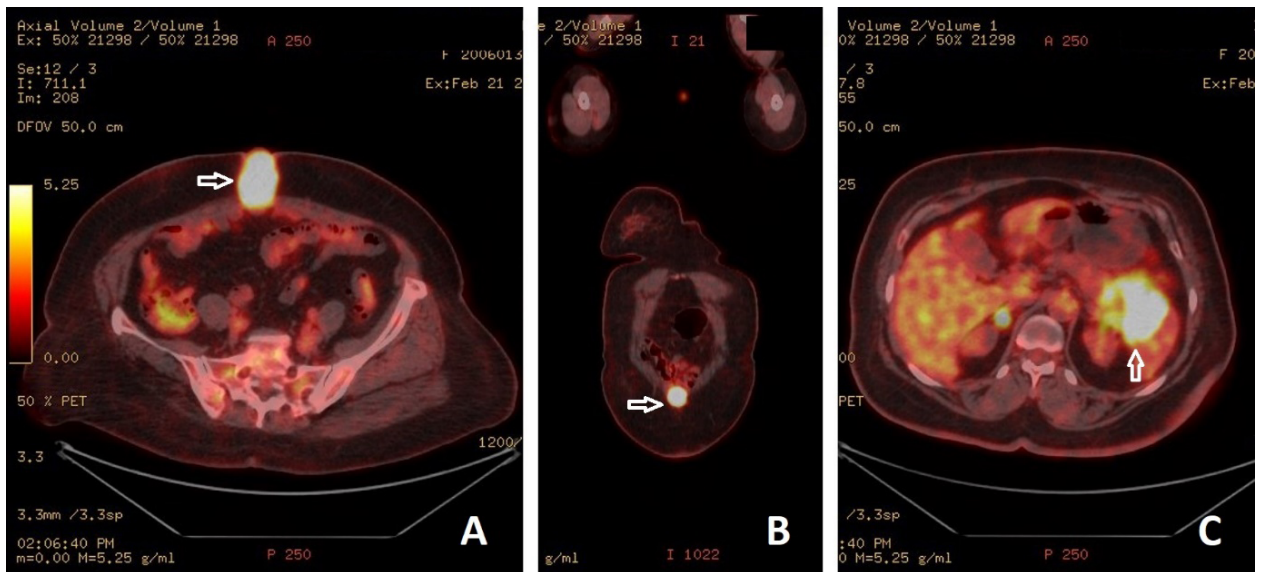 Axial Volume 2/Volume 1
Ex: 50% 21298 / 50% 21298
A 250
F 2006013
Se:12 / 3
I: 711.1
Ex:Feb 21 2
Im: 208
DFOV 50.0 cm
5.25
0.00
50 % PET
1200/
3.3
3.3mm /3.3sp
02:06:40 PM
m=0.00 M=5.25 g/ml
P 250
A
e 2/Volume 1
/ 50% 21298
I 21
g/ml
I 1022
B
Volume 2/Volume 1
0% 21298 / 50% 21298
A 250
F 20
/ 3
7.8
Ex:Feb
55
50.0 cm
25
00
PET
/3.3sp
:40 PM
0 M=5.25 g/ml
P 250
C